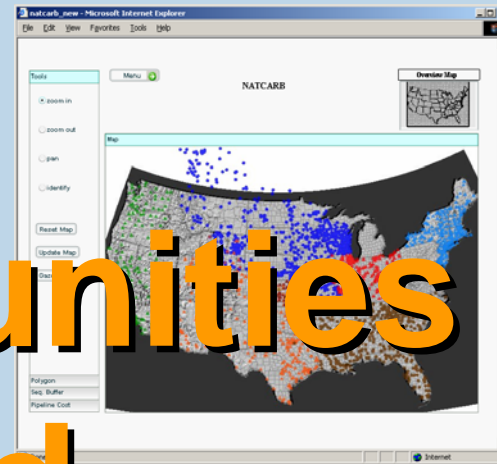 natcarb_new - Microsoft Internet Explorer
File Edit View Favorites Tools Help
Tools
Menu
NATCARB
Overview Map
zoom in
zoom out
Map
pan
identify
Reset Map
Update Map
unities
Polygon
Seq. Buffer
Pipeline Cost
d
Internet